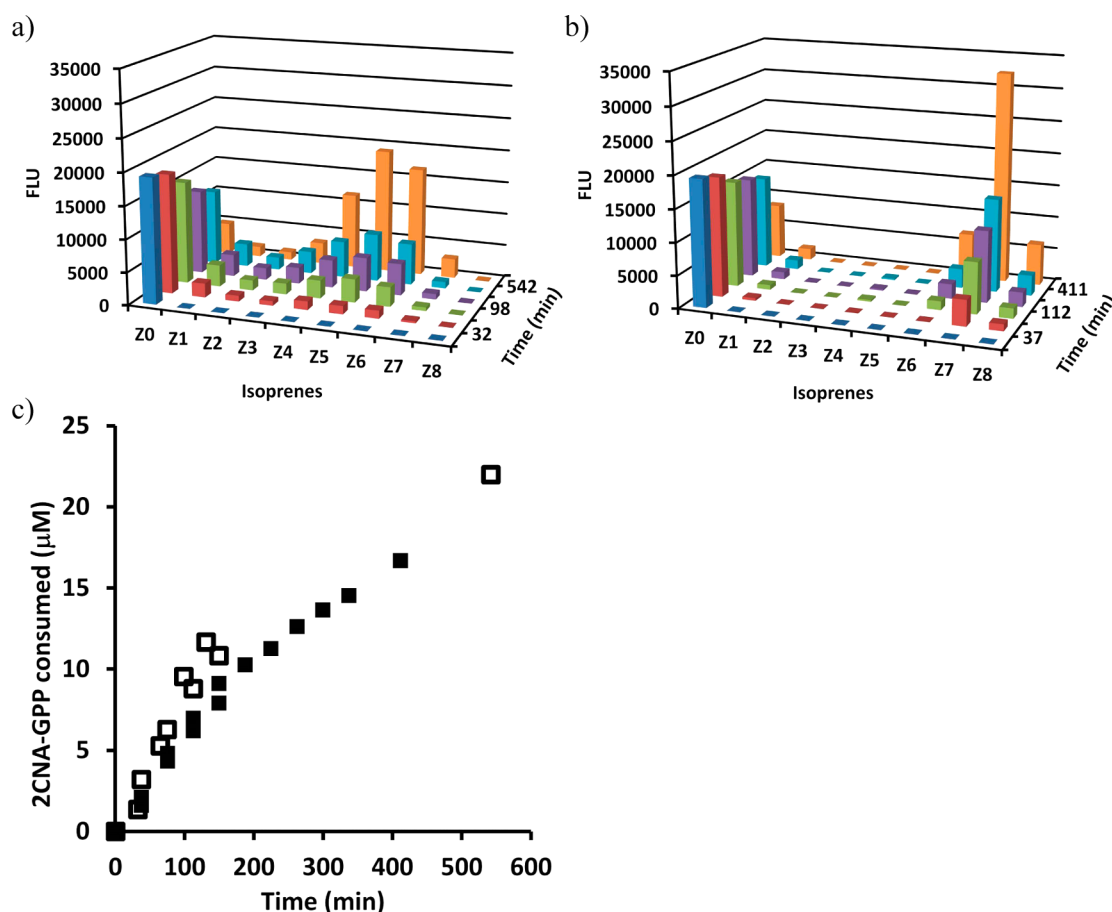 a)
FLU
35000
30000
25000
20000
15000
10000
5000
0
Z0 Z1 Z2 Z3 Z4 Z5 Z6 Z7 Z8
Isoprenes
32
98
542
Time (min)
b)
FLU
35000
30000
25000
20000
15000
10000
5000
0
Z0 Z1 Z2 Z3 Z4 Z5 Z6 Z7 Z8
Isoprenes
37
112
411
Time (min)
c)
2CNA-GPP consumed (μM)
25
20
15
10
5
0
0 100 200 300 400 500 600
Time (min)